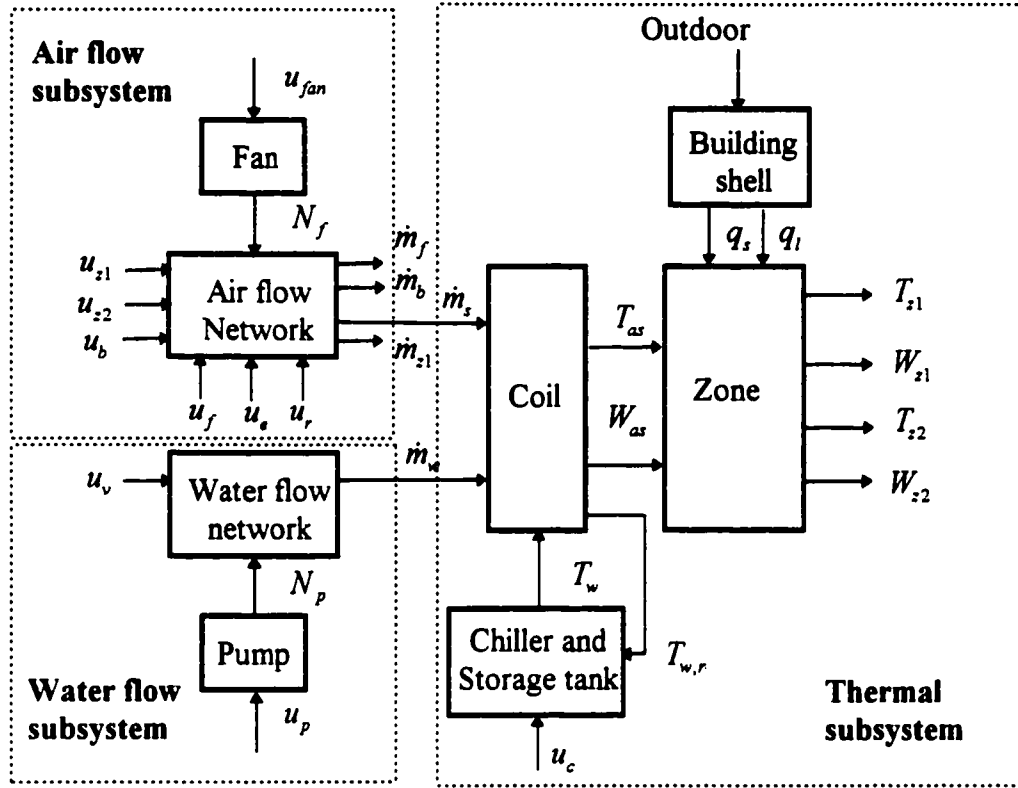 Air flow
subsystem
u_fan
Fan
N_f
u_z1
u_z2
u_b
Air flow
Network
ṁ_f
ṁ_b
ṁ_s
ṁ_z1
u_f
u_e
u_r
u_v
Water flow
network
ṁ_w
N_p
Pump
u_p
Water flow
subsystem
Outdoor
Building
shell
q_s
q_l
Coil
T_as
W_as
Zone
T_z1
W_z1
T_z2
W_z2
T_w
Chiller and
Storage tank
T_w,r
u_c
Thermal
subsystem